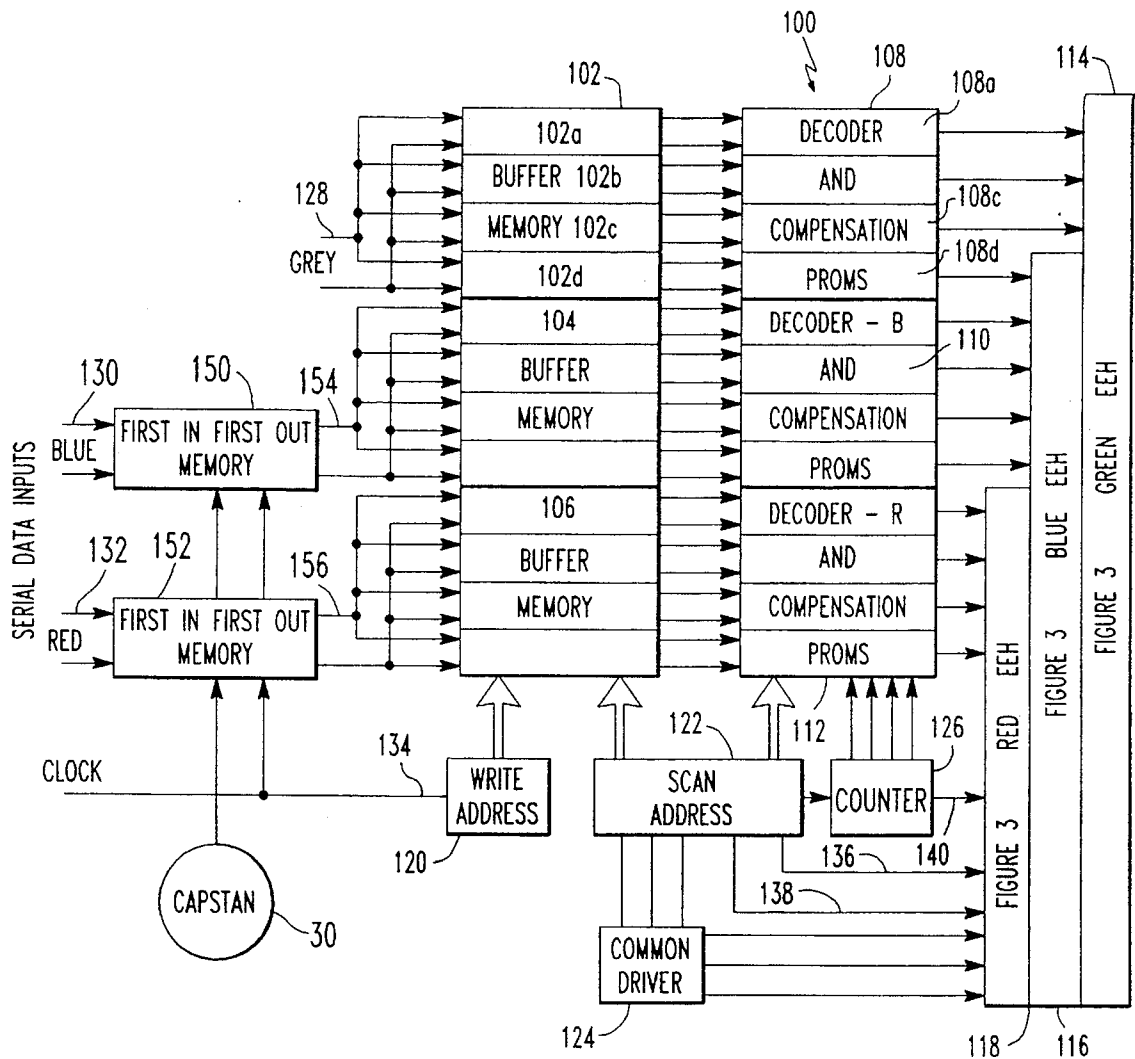 100
102
108
114
108a
102a
DECODER
BUFFER 102b
AND
128
MEMORY 102c
COMPENSATION
108c
GREY
102d
PROMS
108d
104
DECODER - B
BUFFER
AND
110
130
150
154
MEMORY
COMPENSATION
BLUE
FIRST IN FIRST OUT
MEMORY
PROMS
SERIAL DATA INPUTS
106
DECODER - R
132
152
156
BUFFER
AND
RED
FIRST IN FIRST OUT
MEMORY
MEMORY
COMPENSATION
PROMS
122
112
126
CLOCK
134
WRITE
ADDRESS
120
SCAN
ADDRESS
COUNTER
140
136
138
CAPSTAN
30
COMMON
DRIVER
124
FIGURE 3 RED EEH
FIGURE 3 BLUE EEH
FIGURE 3 GREEN EEH
118
116